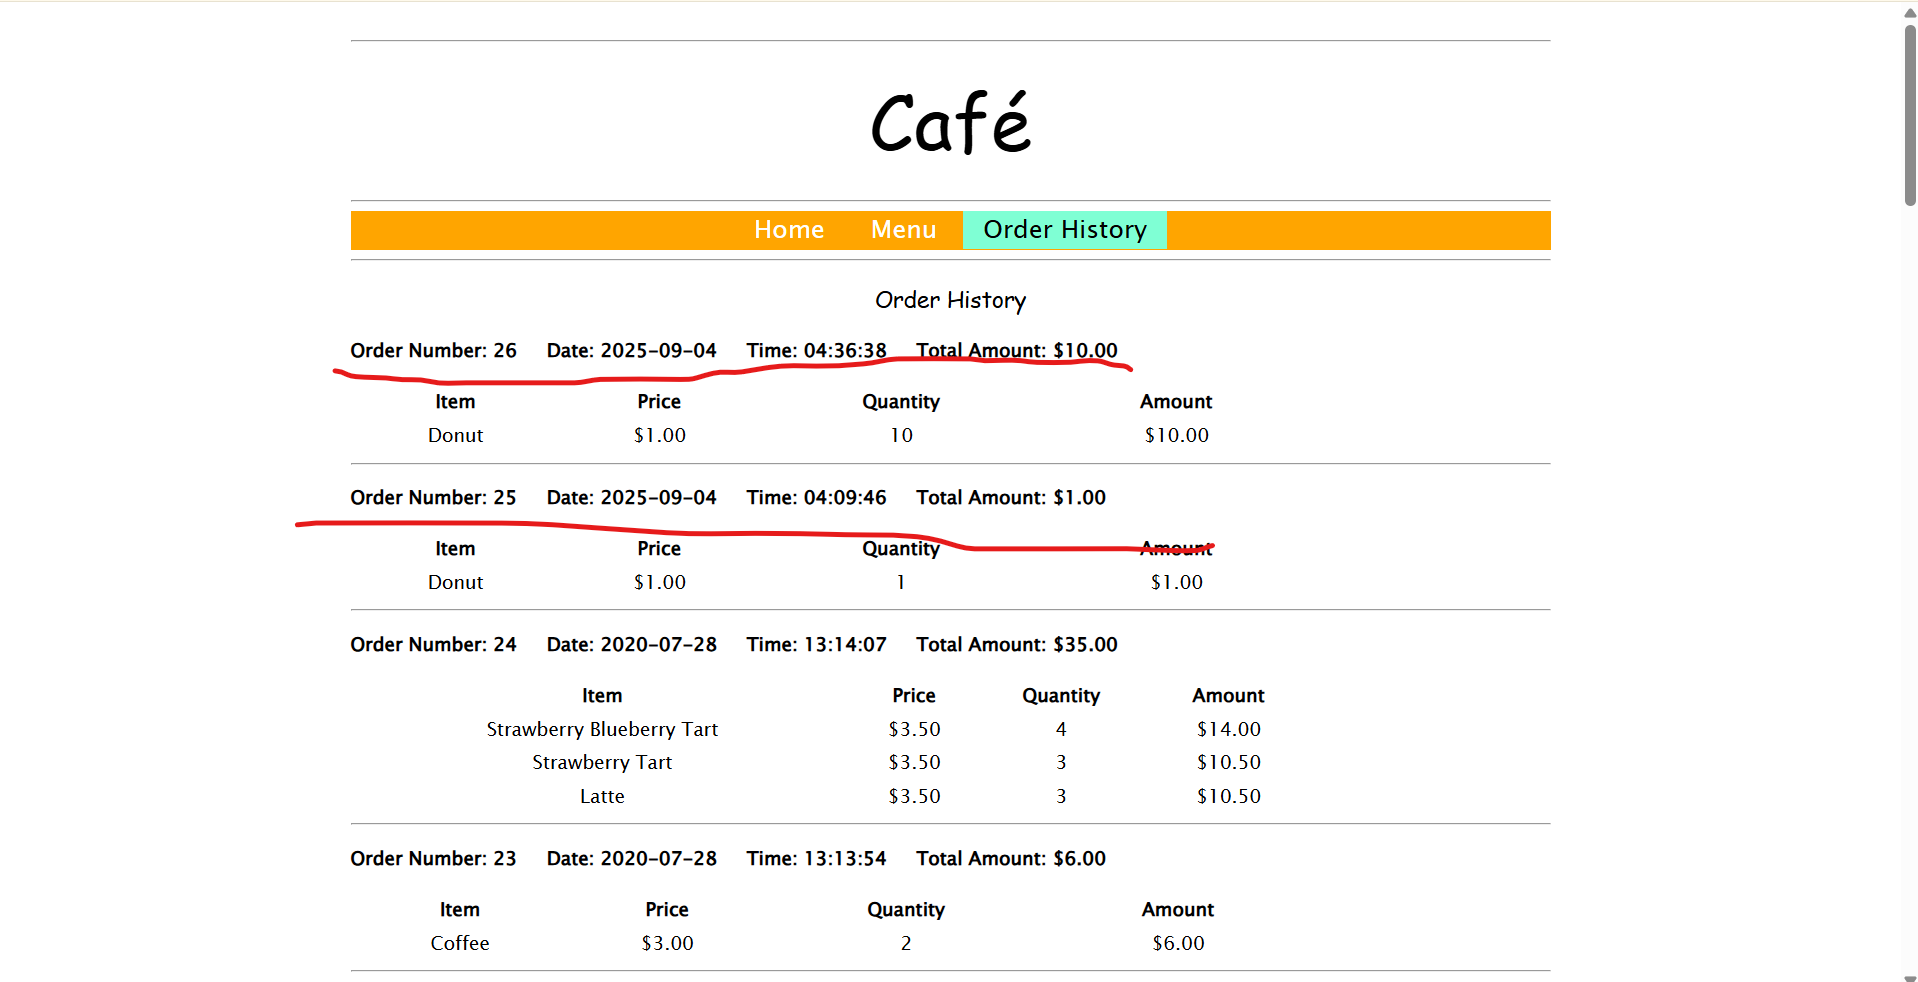 Café
Home Menu Order History
Order History
Order Number: 26 Date: 2025-09-04 Time: 04:36:38 Total Amount: $10.00
Item Price Quantity Amount
Donut $1.00 10 $10.00
Order Number: 25 Date: 2025-09-04 Time: 04:09:46 Total Amount: $1.00
Item Price Quantity Amount
Donut $1.00 1 $1.00
Order Number: 24 Date: 2020-07-28 Time: 13:14:07 Total Amount: $35.00
Item Price Quantity Amount
Strawberry Blueberry Tart $3.50 4 $14.00
Strawberry Tart $3.50 3 $10.50
Latte $3.50 3 $10.50
Order Number: 23 Date: 2020-07-28 Time: 13:13:54 Total Amount: $6.00
Item Price Quantity Amount
Coffee $3.00 2 $6.00